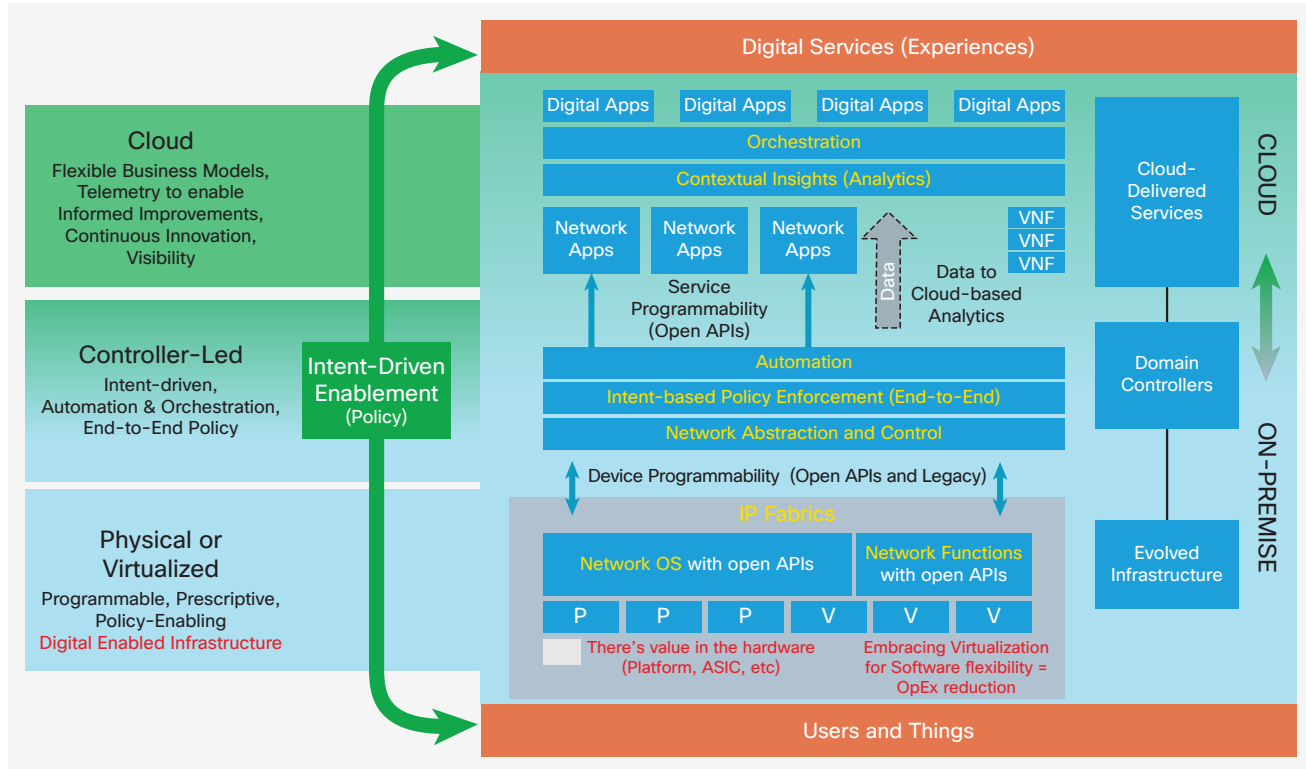 Digital Services (Experiences)
Cloud
Flexible Business Models,
Telemetry to enable
Informed Improvements,
Continuous Innovation,
Visibility
Controller-Led
Intent-driven,
Automation & Orchestration,
End-to-End Policy
Physical or
Virtualized
Programmable, Prescriptive,
Policy-Enabling
Digital Enabled Infrastructure
Intent-Driven
Enablement
(Policy)
Digital Apps
Digital Apps
Digital Apps
Digital Apps
Orchestration
Contextual Insights (Analytics)
Network
Apps
Network
Apps
Network
Apps
Data
VNF
VNF
VNF
Service
Programmability
(Open APIs)
Data to
Cloud-based
Analytics
Automation
Intent-based Policy Enforcement (End-to-End)
Network Abstraction and Control
Device Programmability (Open APIs and Legacy)
IP Fabrics
Network OS with open APIs
Network Functions
with open APIs
P
P
P
V
V
V
There's value in the hardware
(Platform, ASIC, etc)
Embracing Virtualization
for Software flexibility =
OpEx reduction
Cloud-
Delivered
Services
Domain
Controllers
Evolved
Infrastructure
CLOUD
ON-PREMISE
Users and Things